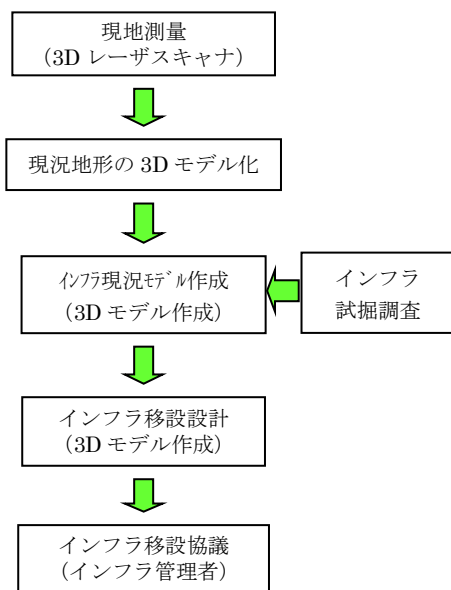 現地測量
(3D レーザスキャナ)
現況地形の 3D モデル化
ｲﾝﾌﾗ現況ﾓﾃﾞﾙ作成
(3D モデル作成)
インフラ
試掘調査
インフラ移設設計
(3D モデル作成)
インフラ移設協議
(インフラ管理者)